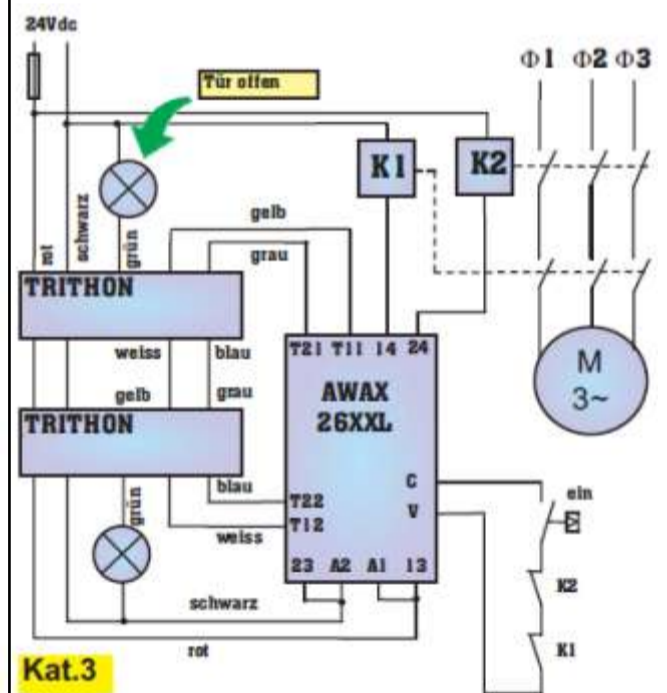 24Vdc
Φ1 Φ2 Φ3
Tür offen
K1
K2
gelb
grau
rot
schwarz
grün
TRITHON
weiss
blau
gelb
grau
TRITHON
T21 T11 14 24
AWAX
26XXL
M
3~
C
V
ein
blau
T22
T12
weiss
grün
23 A2 A1 13
K2
schwarz
rot
K1
Kat.3